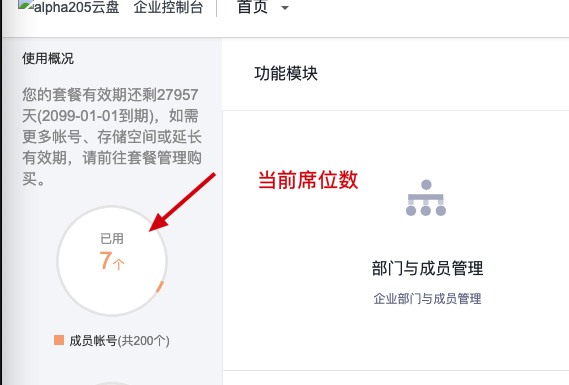 alpha205云盘 企业控制台 首页
使用概况
您的套餐有效期还剩27957
天(2099-01-01到期)，如需
更多帐号、存储空间或延长
有效期，请前往套餐管理购
买。
已用
7个
成员帐号(共200个)
功能模块
当前席位数
部门与成员管理
企业部门与成员管理